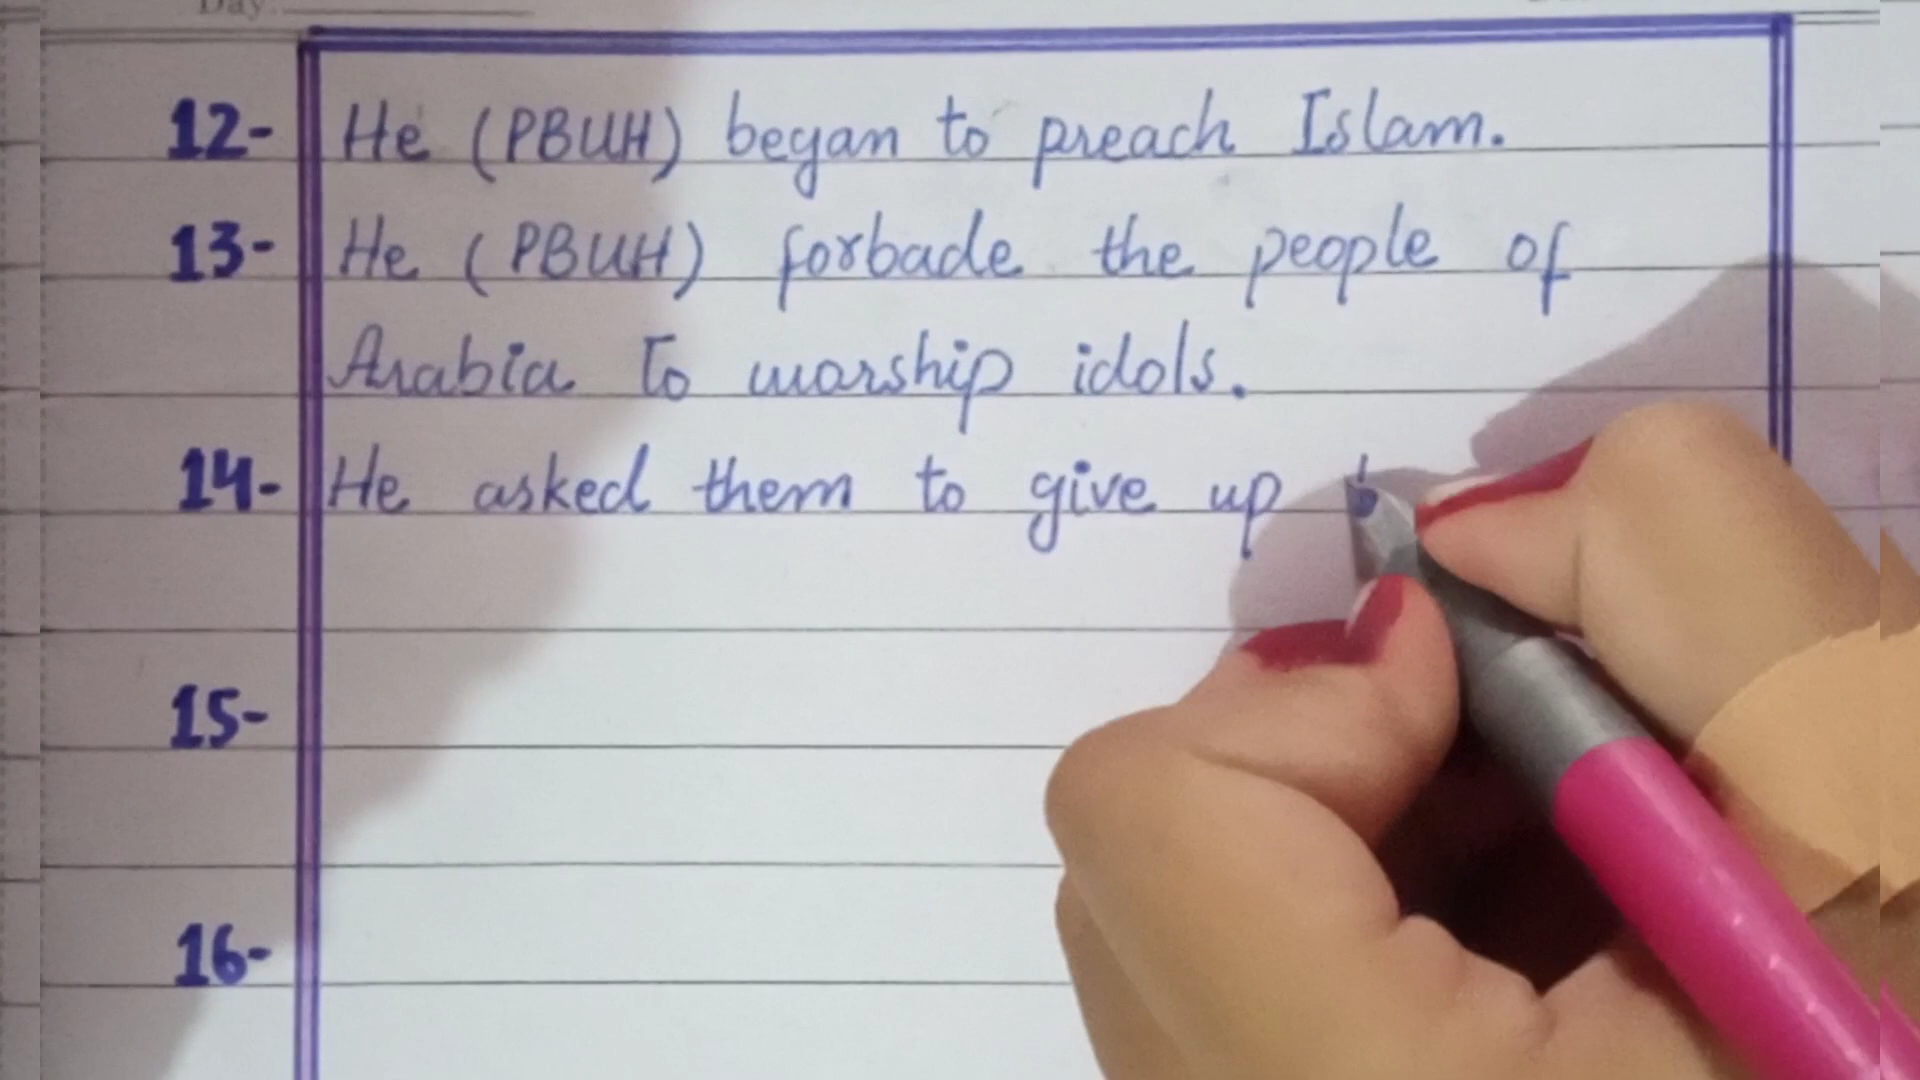 Day:
12- He (PBUH) began to preach Islam.
13- He (PBUH) forbade the people of
Arabia to worship idols.
14- He asked them to give up
15-
16-